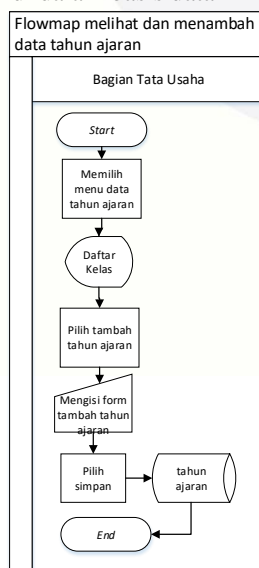 Flowmap melihat dan menambah
data tahun ajaran
Bagian Tata Usaha
Start
Memilih
menu data
tahun ajaran
Daftar
Kelas
Pilih tambah
tahun ajaran
Mengisi form
tambah tahun
ajaran
Pilih
simpan
tahun
ajaran
End